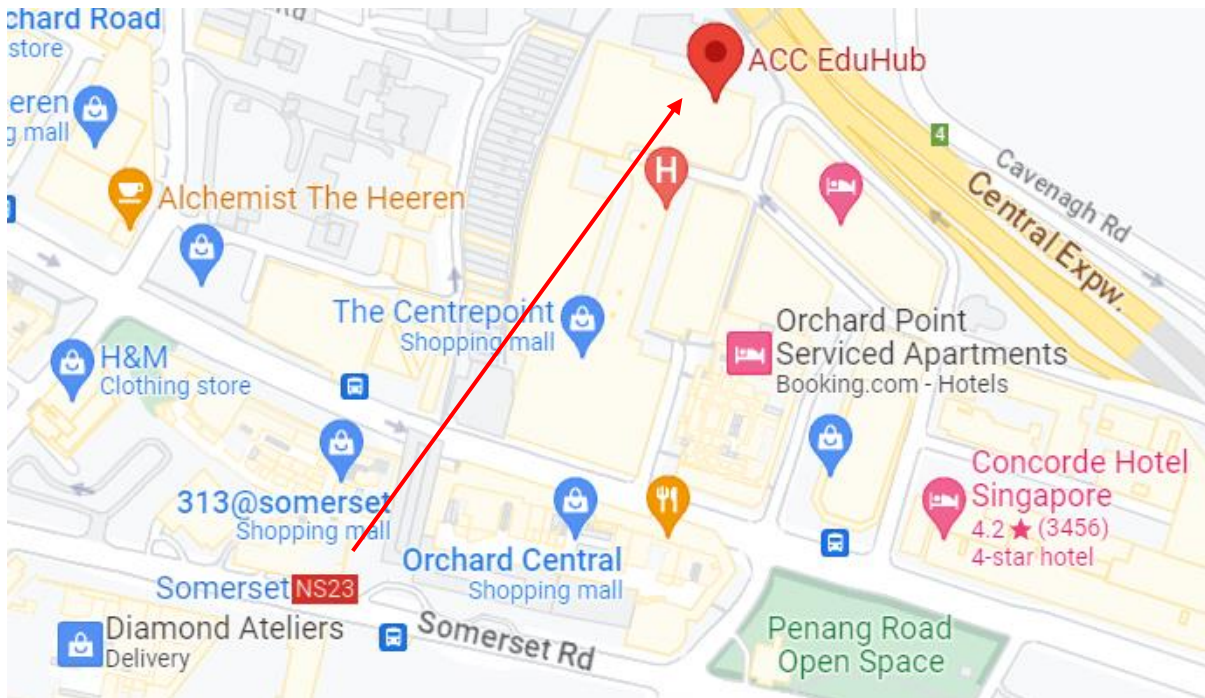 chard Road
store
Rd
ACC EduHub
eren
g mall
4
Cavenagh Rd
Central Expw.
Alchemist The Heeren
H
The Centrepoint
Shopping mall
Orchard Point
Serviced Apartments
Booking.com - Hotels
H&M
Clothing store
313@somerset
Shopping mall
Orchard Central
Shopping mall
Concorde Hotel
Singapore
4.2 ★ (3456)
4-star hotel
Somerset NS23
Diamond Ateliers
Delivery
Somerset Rd
Penang Road
Open Space